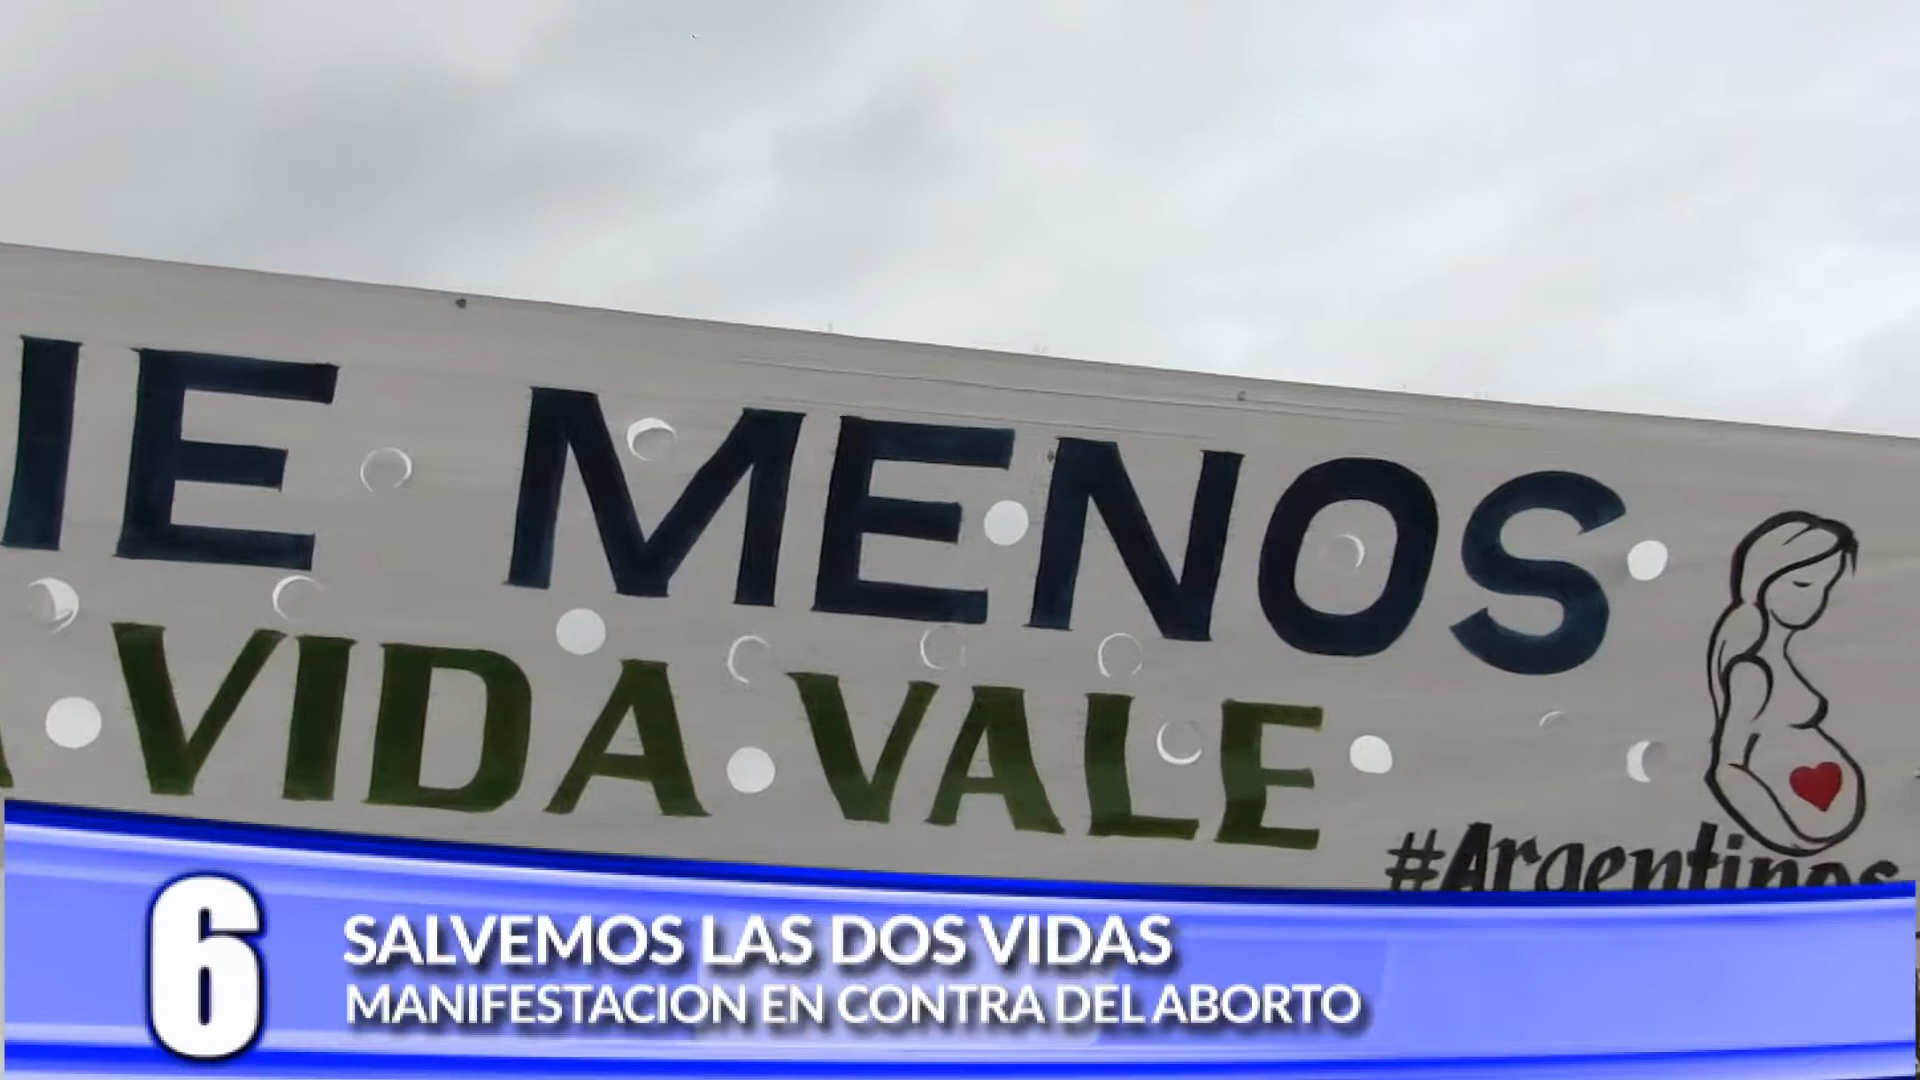 IE MENOS
A VIDA VALE
#Argentinos
6
SALVEMOS LAS DOS VIDAS
MANIFESTACION EN CONTRA DEL ABORTO